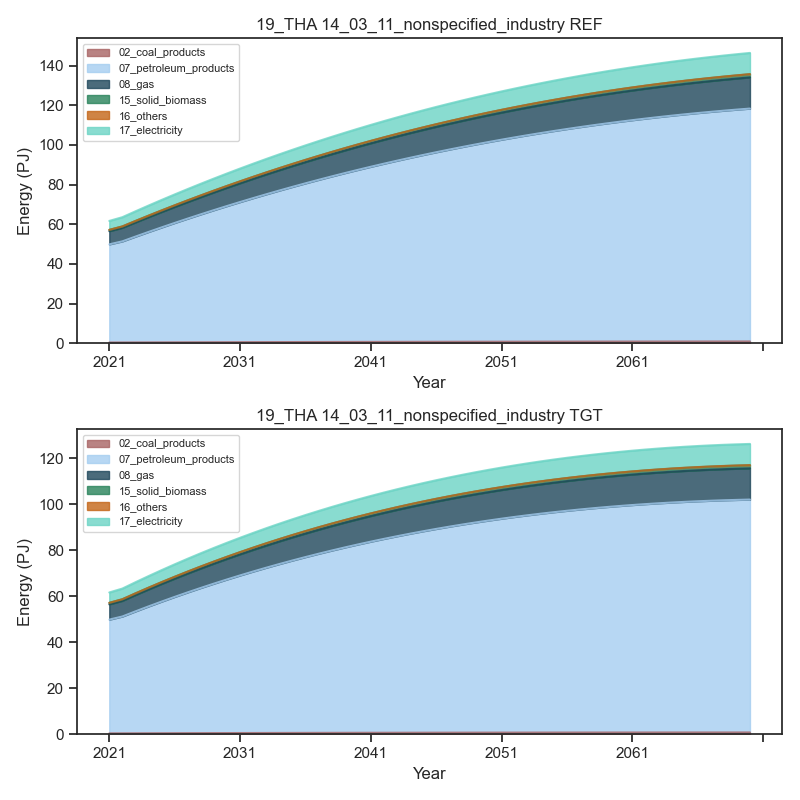 19_THA 14_03_11_nonspecified_industry REF
02_coal_products
07_petroleum_products
08_gas
15_solid_biomass
16_others
17_electricity
Energy (PJ)
140
120
100
80
60
40
20
0
2021 2031 2041 2051 2061
Year
19_THA 14_03_11_nonspecified_industry TGT
02_coal_products
07_petroleum_products
08_gas
15_solid_biomass
16_others
17_electricity
Energy (PJ)
120
100
80
60
40
20
0
2021 2031 2041 2051 2061
Year